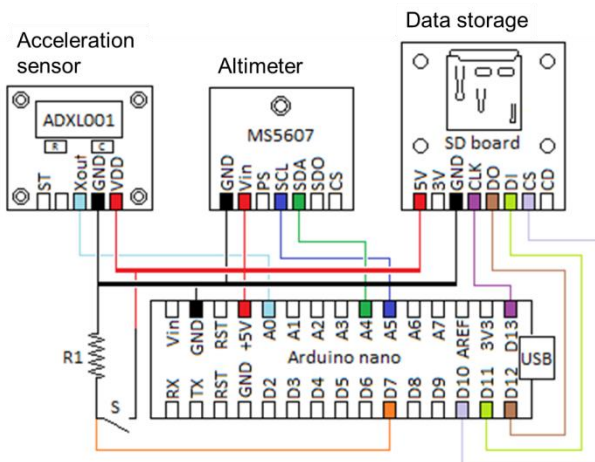 Data storage
Acceleration
sensor
Altimeter
ADXL001
R C
MS5607
SD board
ST Xout GND VDD
GND Vin PS SCL SDA SDO CS
5V 3V GND CLK DO DI CS CD
Vin GND RST +5V A0 A1 A2 A3 A4 A5 A6 A7 AREF 3V3 D13
Arduino nano
USB
RX TX RST GND D2 D3 D4 D5 D6 D7 D8 D9 D10 D11 D12
R1
S